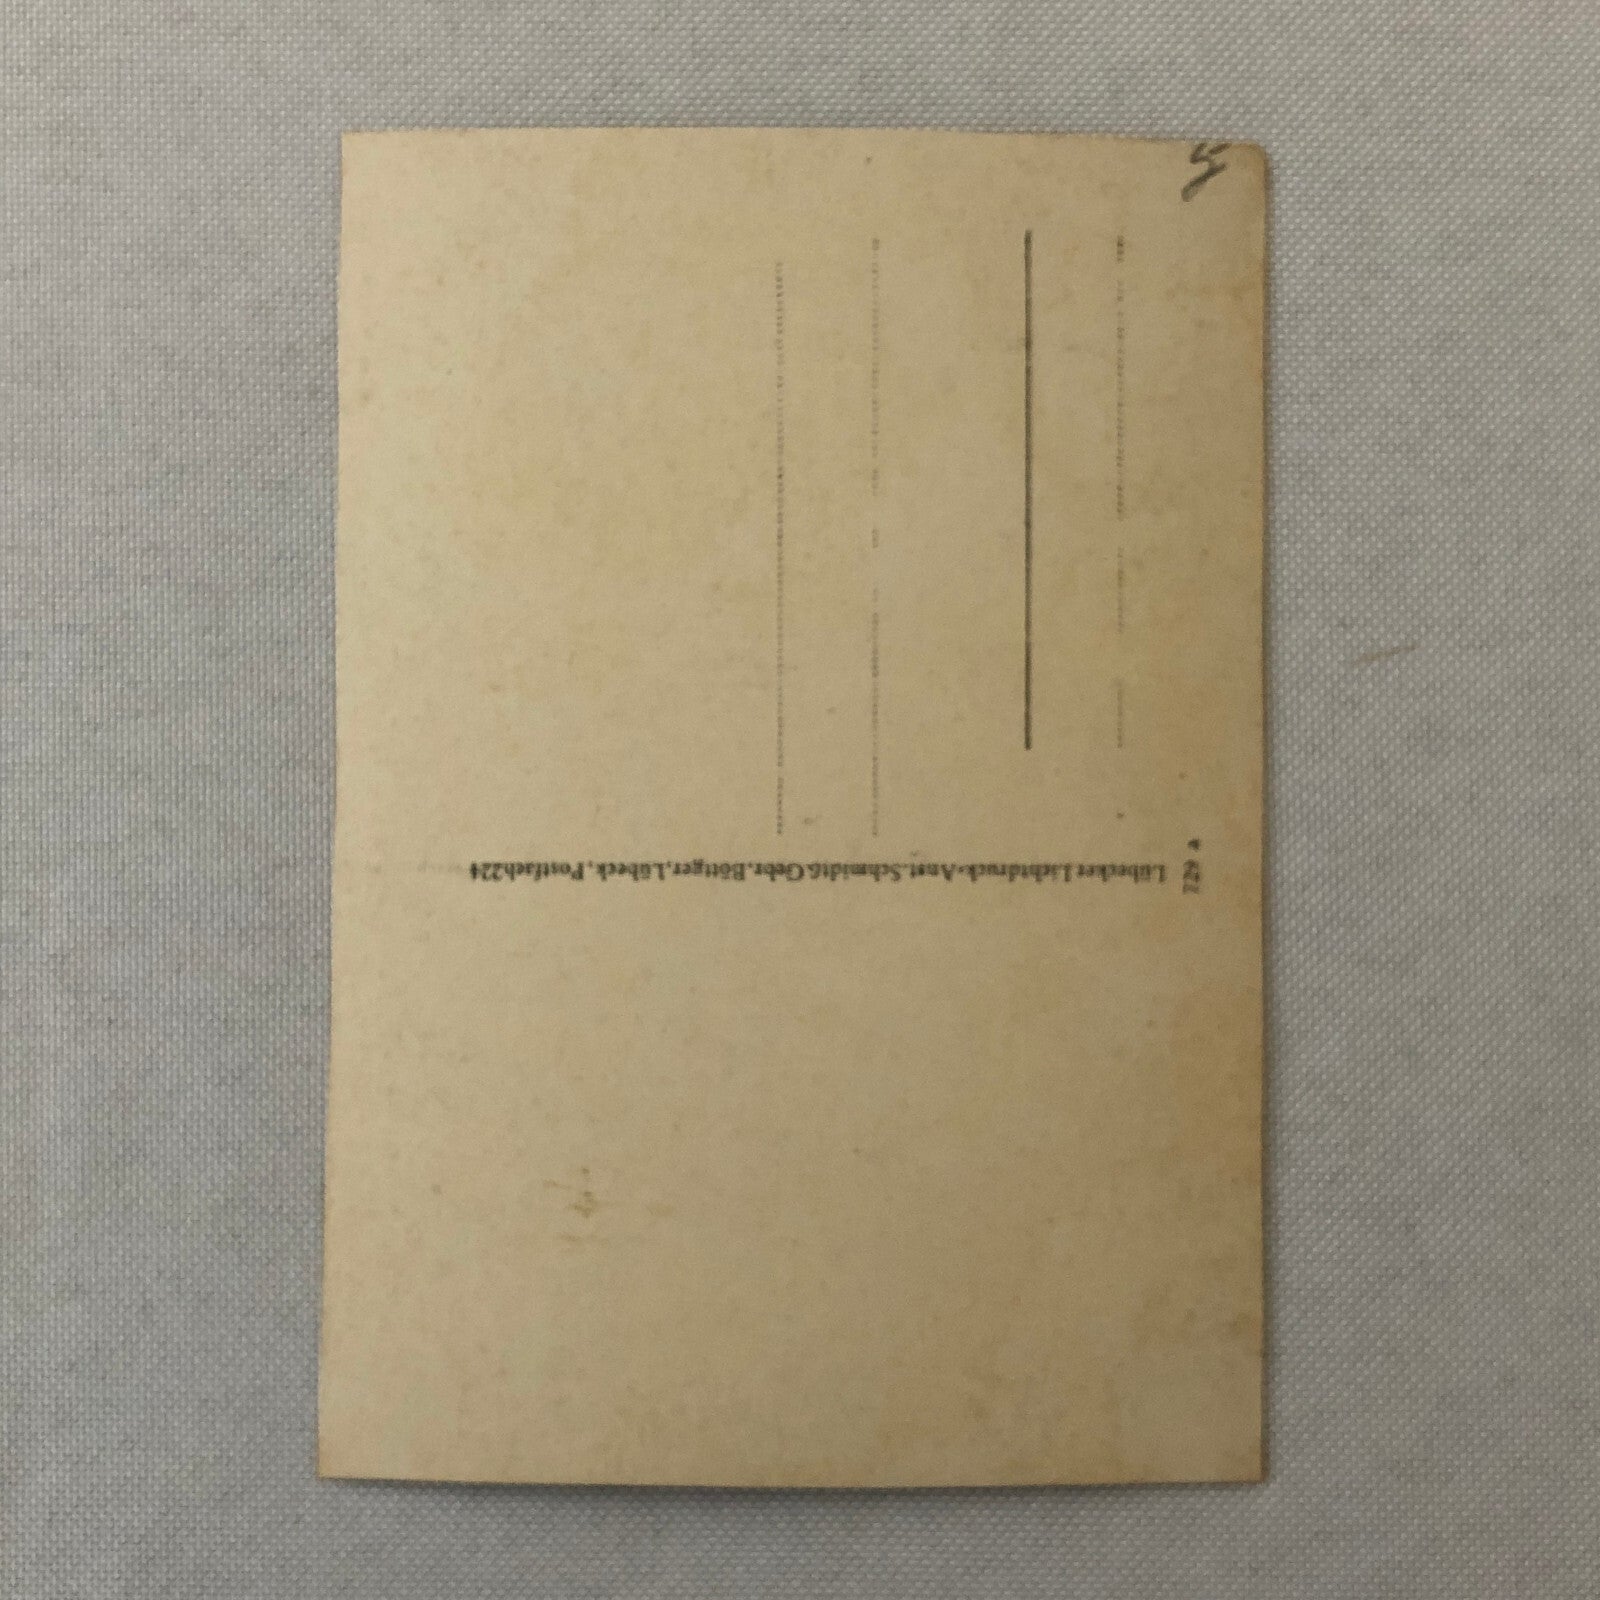 Lübecker Lichtdruck-Anst. Schmidt & Gebr. Böttger, Lübeck, Postfach 224